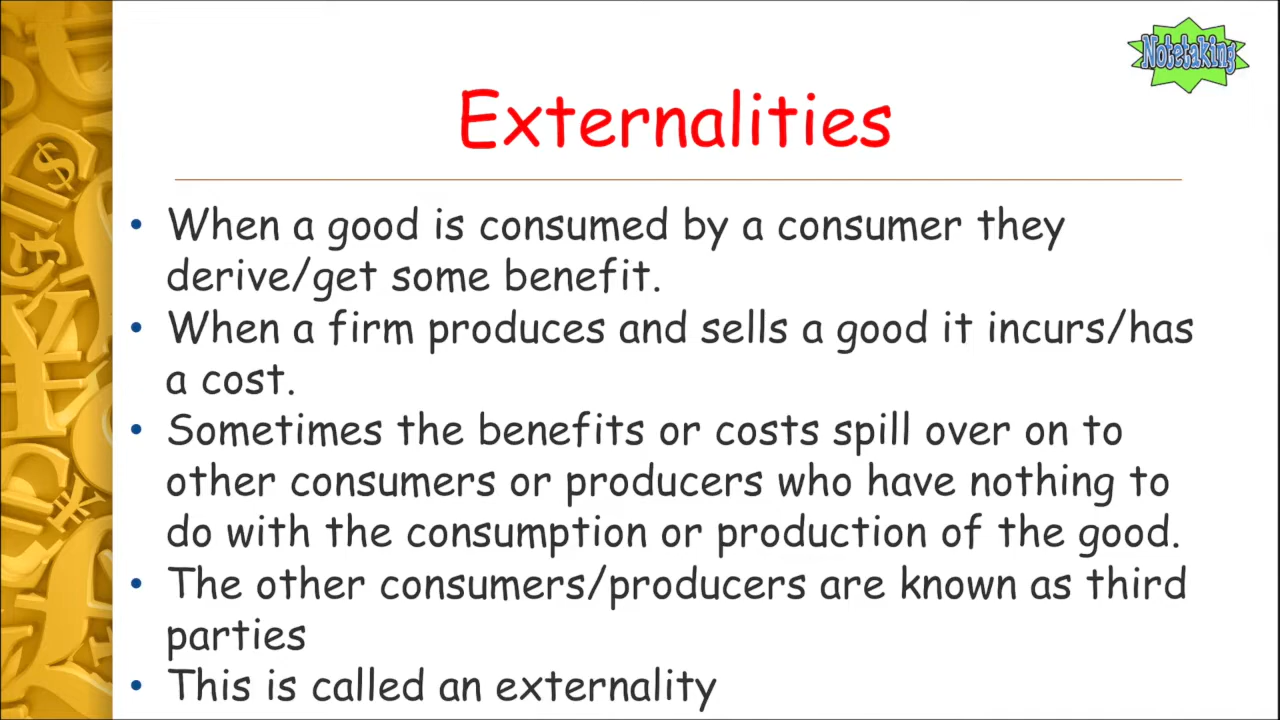 Notetaking
Externalities
• When a good is consumed by a consumer they
derive/get some benefit.
• When a firm produces and sells a good it incurs/has
a cost.
• Sometimes the benefits or costs spill over on to
other consumers or producers who have nothing to
do with the consumption or production of the good.
• The other consumers/producers are known as third
parties
• This is called an externality